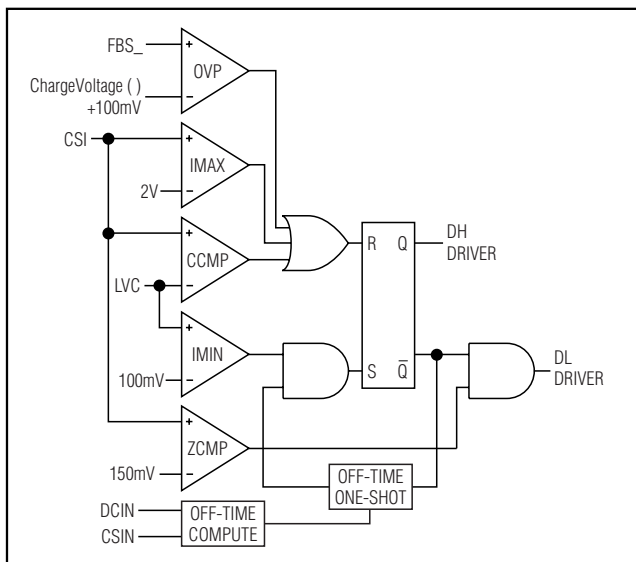 FBS_
+
OVP
ChargeVoltage ( )
+100mV
−
CSI
+
IMAX
2V
−
+
CCMP
LVC
−
+
IMIN
100mV
−
+
ZCMP
150mV
−
R Q
DH
DRIVER
S Q̅
DL
DRIVER
OFF-TIME
ONE-SHOT
DCIN
CSIN
OFF-TIME
COMPUTE